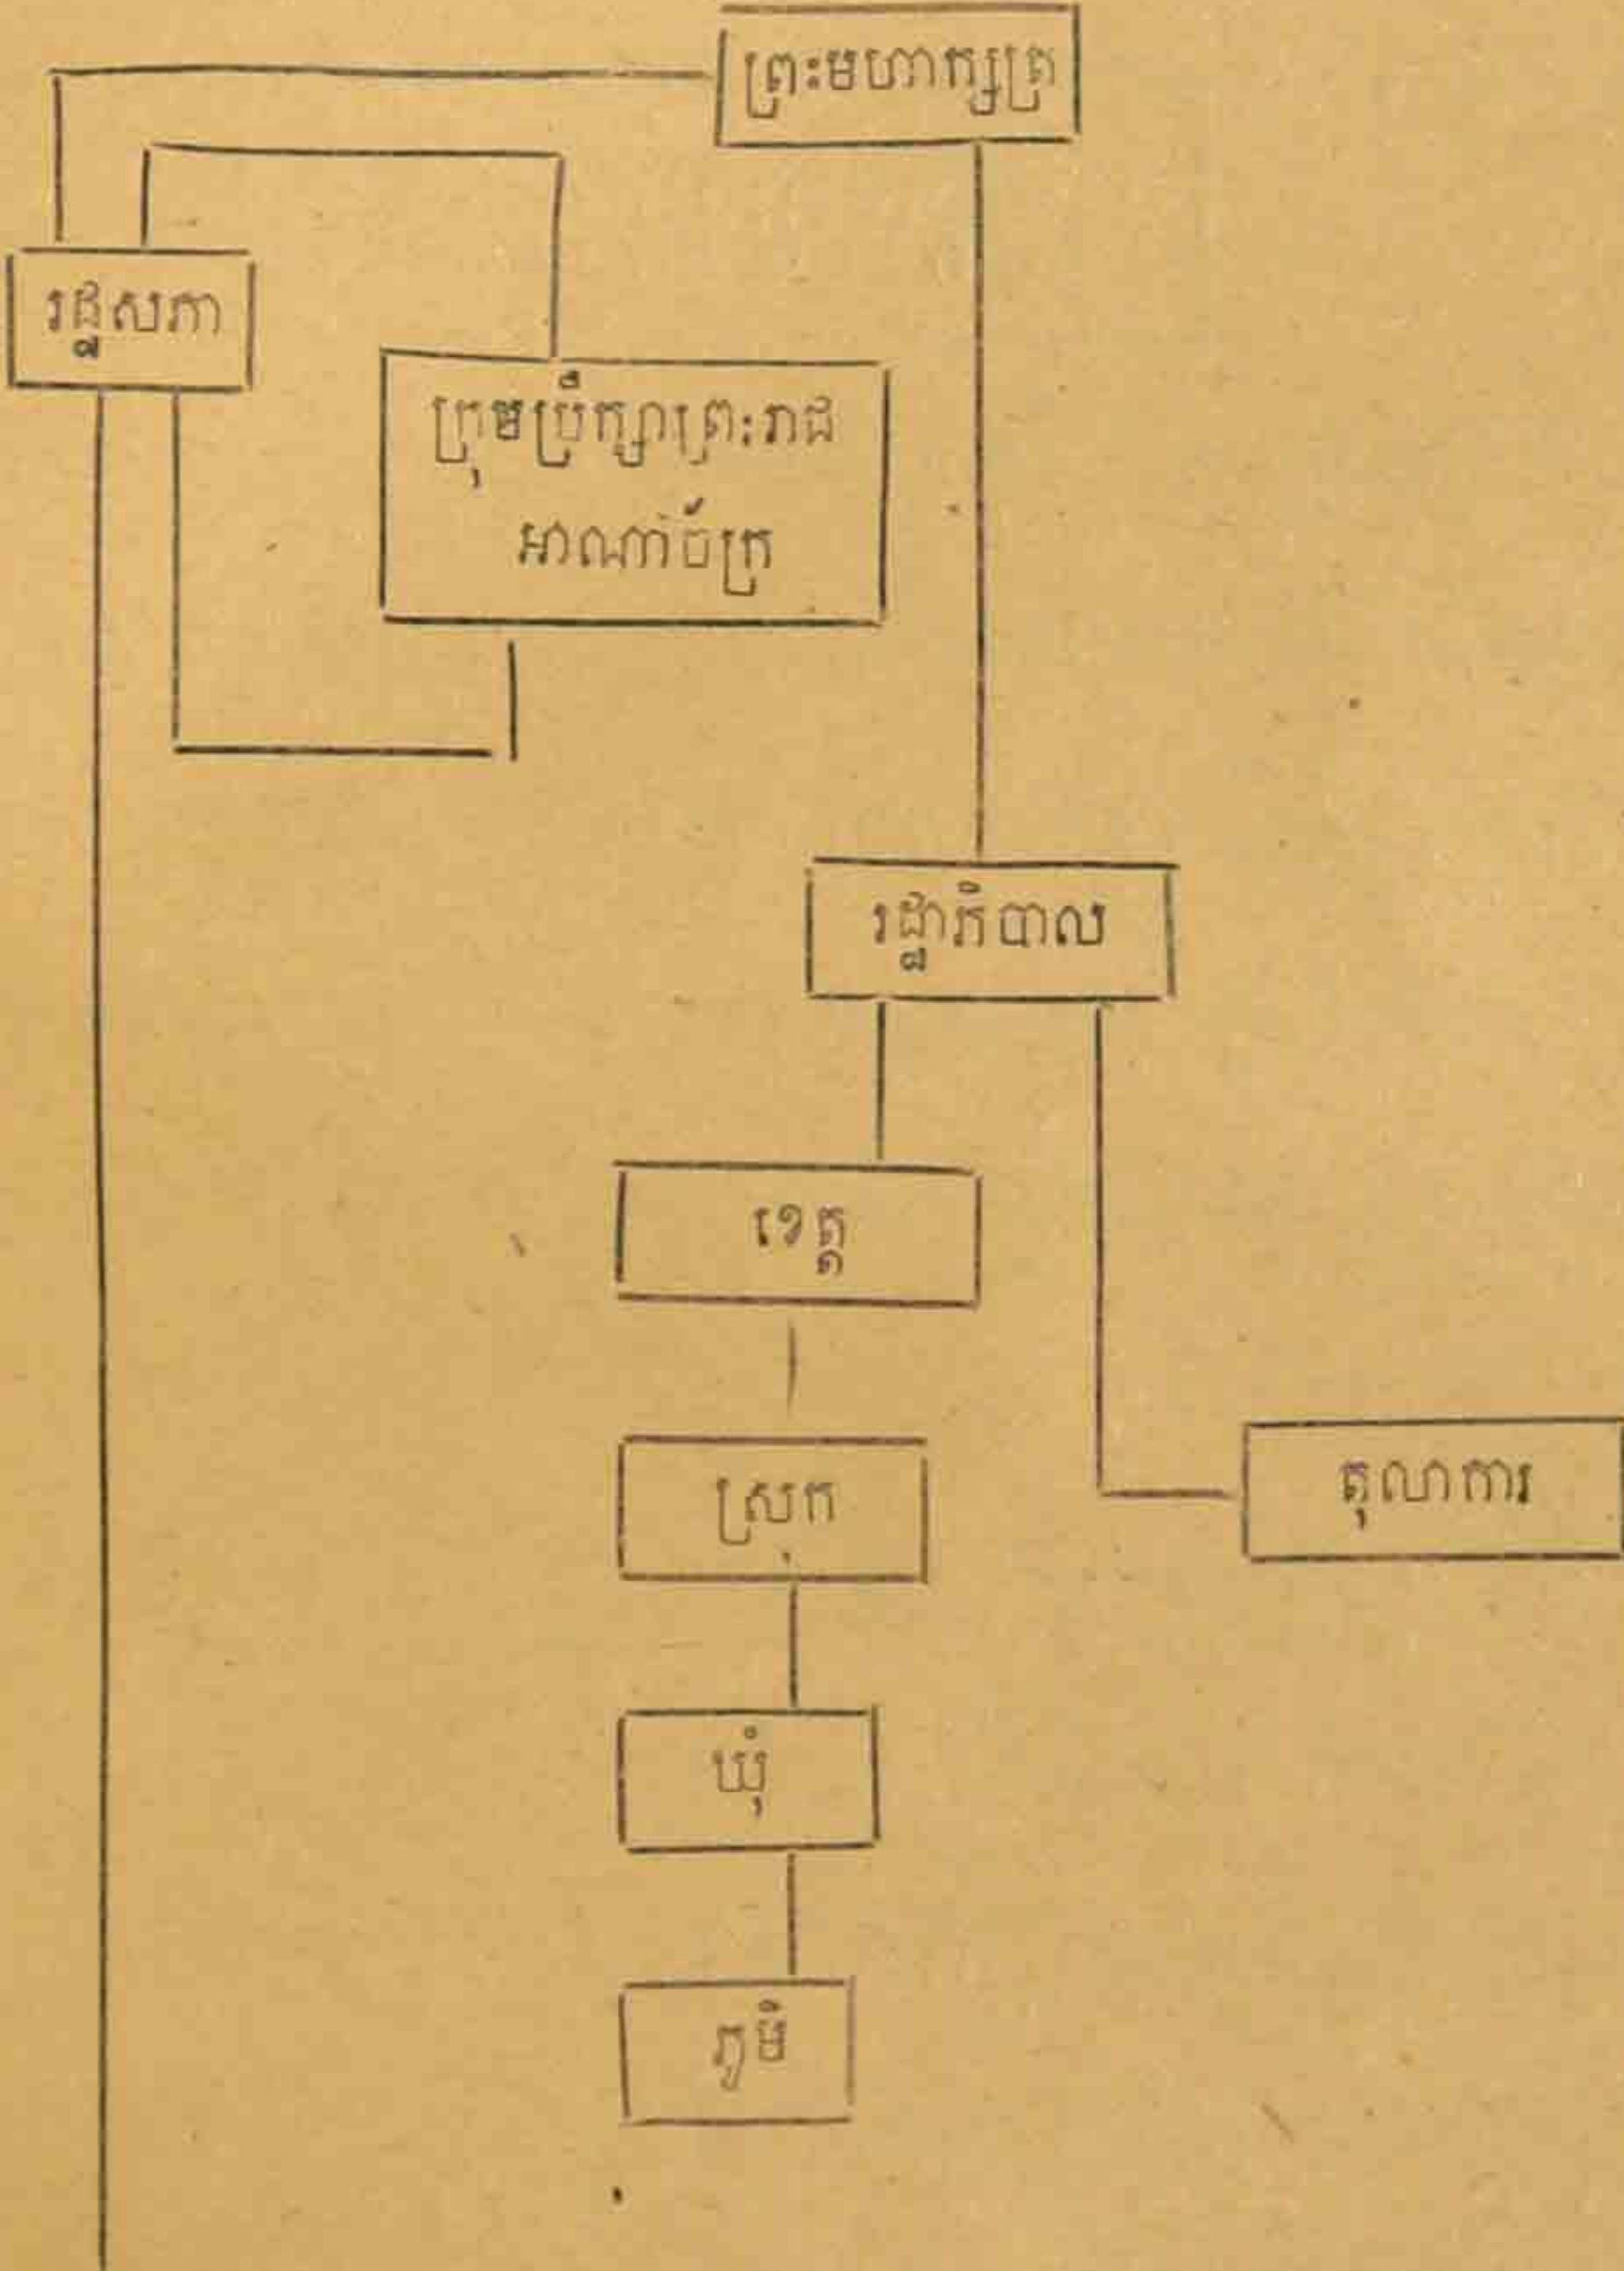 ព្រះមហាក្សត្រ
រដ្ឋសភា
ក្រុមប្រឹក្សាព្រះរាជ
អាណាច័ក្រ
រដ្ឋាភិបាល
ខេត្ត
ស្រុក
តុលាការ
ឃុំ
ភូមិ